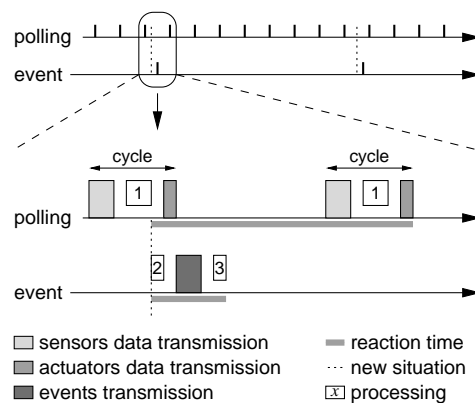 polling
event
cycle
cycle
1
1
polling
2
3
event
sensors data transmission
reaction time
actuators data transmission
new situation
events transmission
x processing